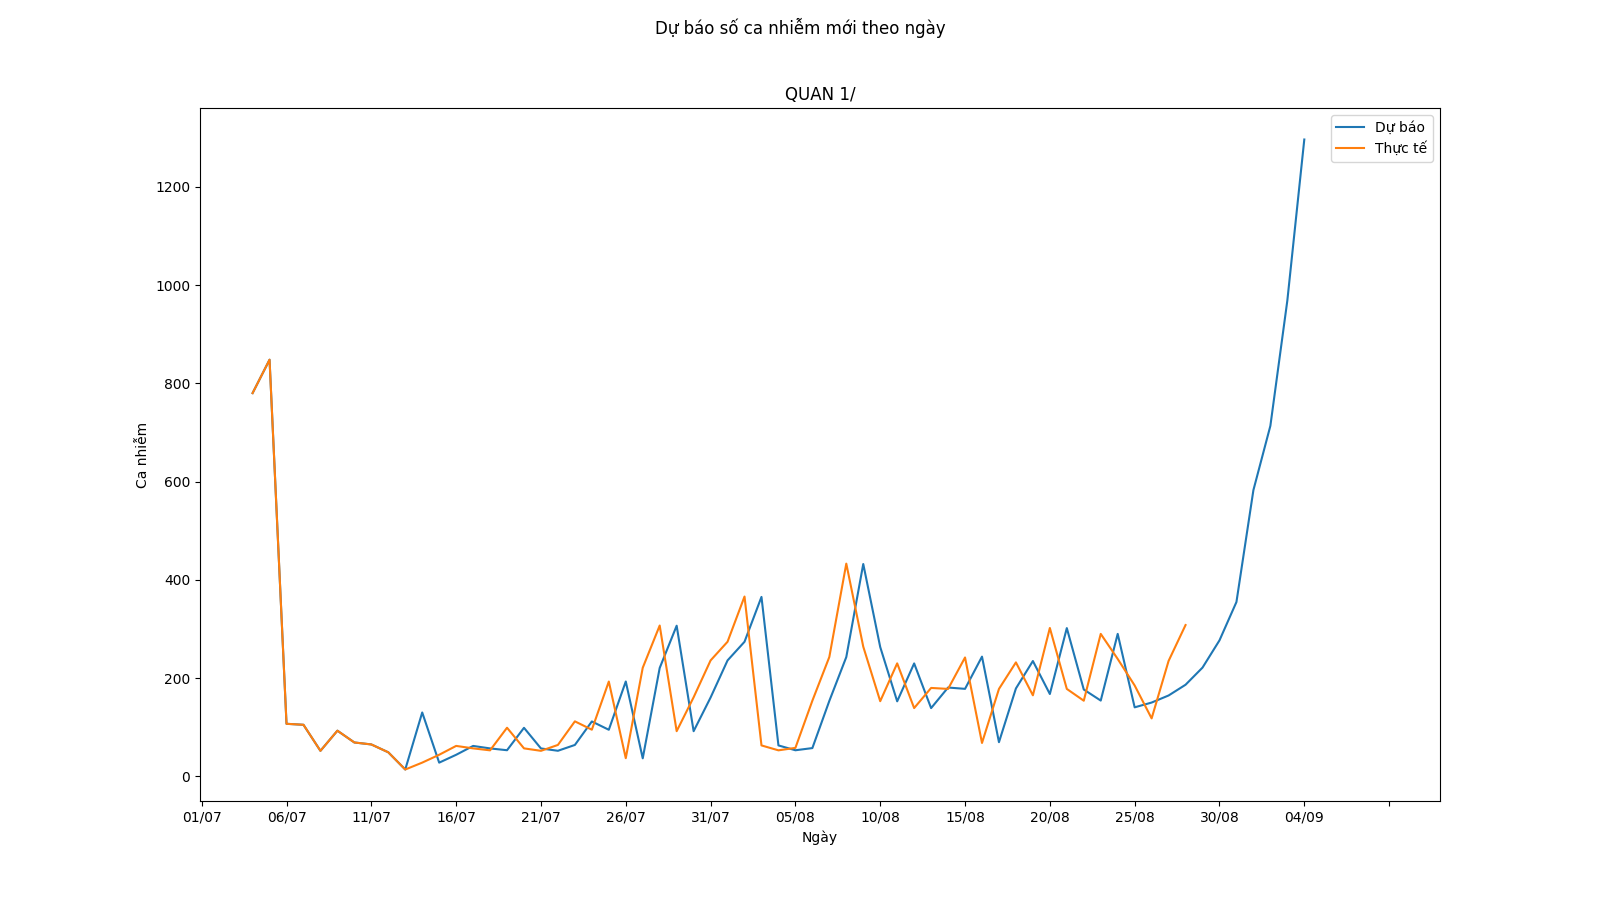 Dự báo số ca nhiễm mới theo ngày
QUAN 1/
Dự báo
Thực tế
1200
1000
800
600
400
200
0
Ca nhiễm
01/07 06/07 11/07 16/07 21/07 26/07 31/07 05/08 10/08 15/08 20/08 25/08 30/08 04/09
Ngày